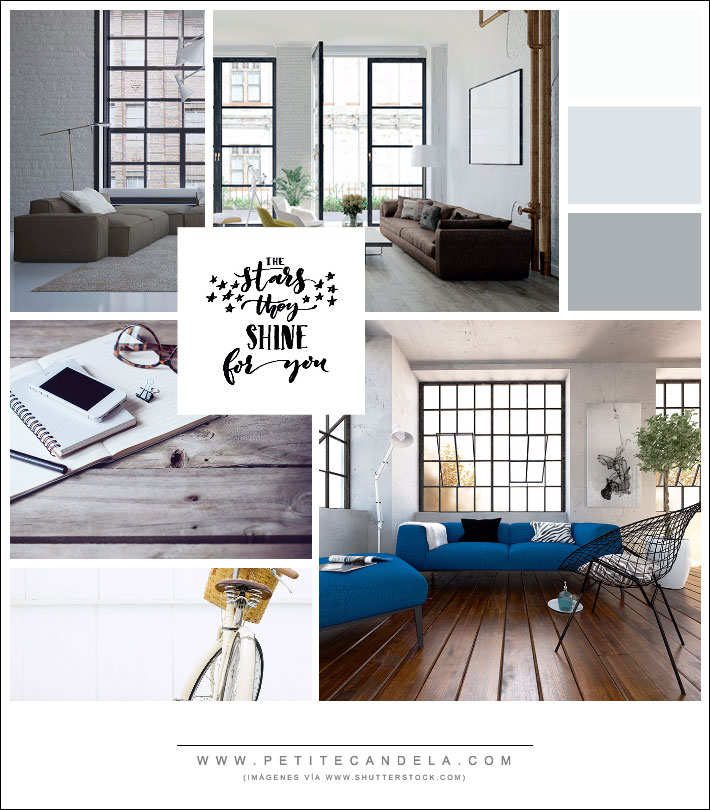 THE
stars
they
SHINE
for you
WWW.PETITECANDELA.COM
(IMÁGENES VÍA WWW.SHUTTERSTOCK.COM)